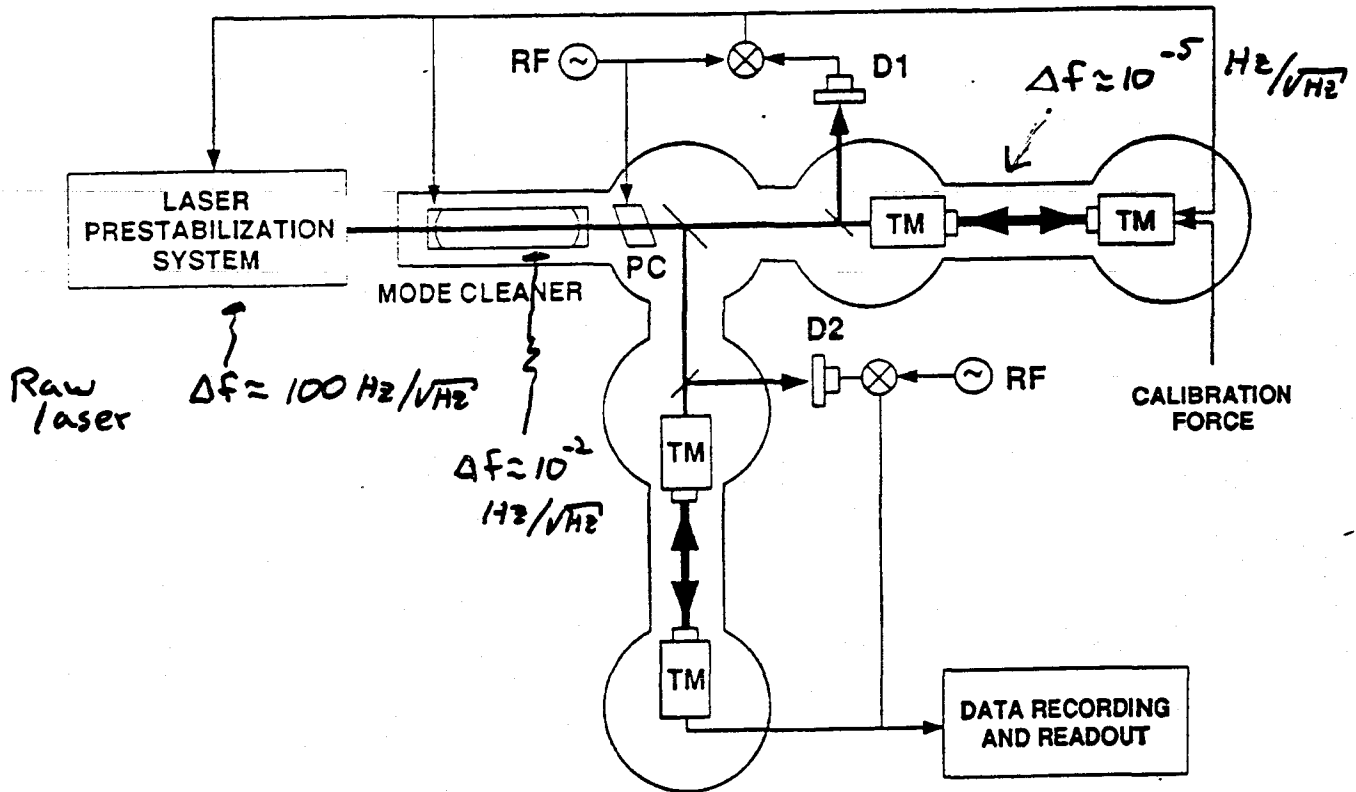 RF
D1
Δf ≈ 10⁻⁵ Hz/√Hz
LASER
PRESTABILIZATION
SYSTEM
PC
TM
TM
MODE CLEANER
D2
RF
CALIBRATION
FORCE
Raw
laser
Δf ≈ 100 Hz/√Hz
Δf ≈ 10⁻²
Hz/√Hz
TM
TM
DATA RECORDING
AND READOUT